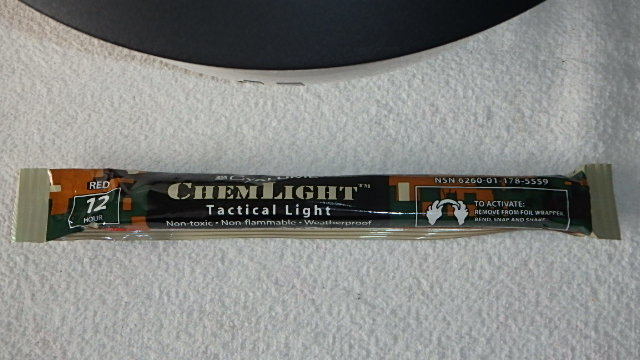 RED
12
HOUR
CHEMLIGHT™
Tactical Light
Non-toxic • Non-flammable • Weatherproof
NSN 6260-01-178-5559
TO ACTIVATE:
REMOVE FROM FOIL WRAPPER,
BEND, SNAP AND SHAKE